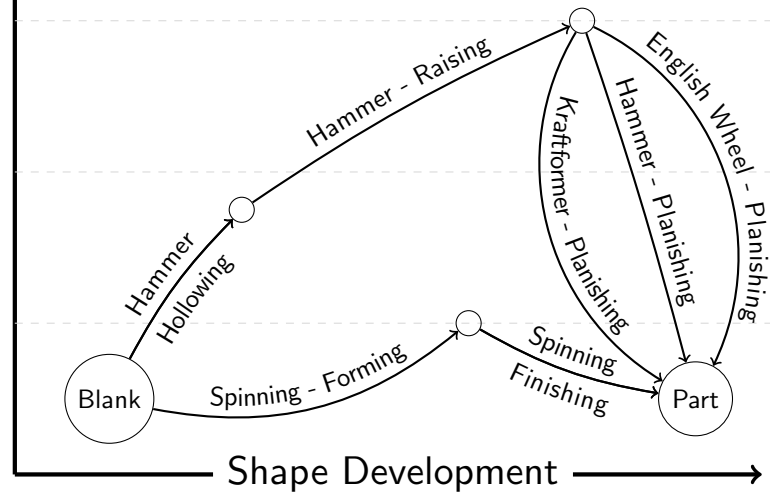 English Wheel - Planishing
Hammer - Raising
Kraftformer - Planishing
Hammer - Planishing
Hammer
Hollowing
Spinning - Forming
Spinning
Finishing
Blank
Part
Shape Development